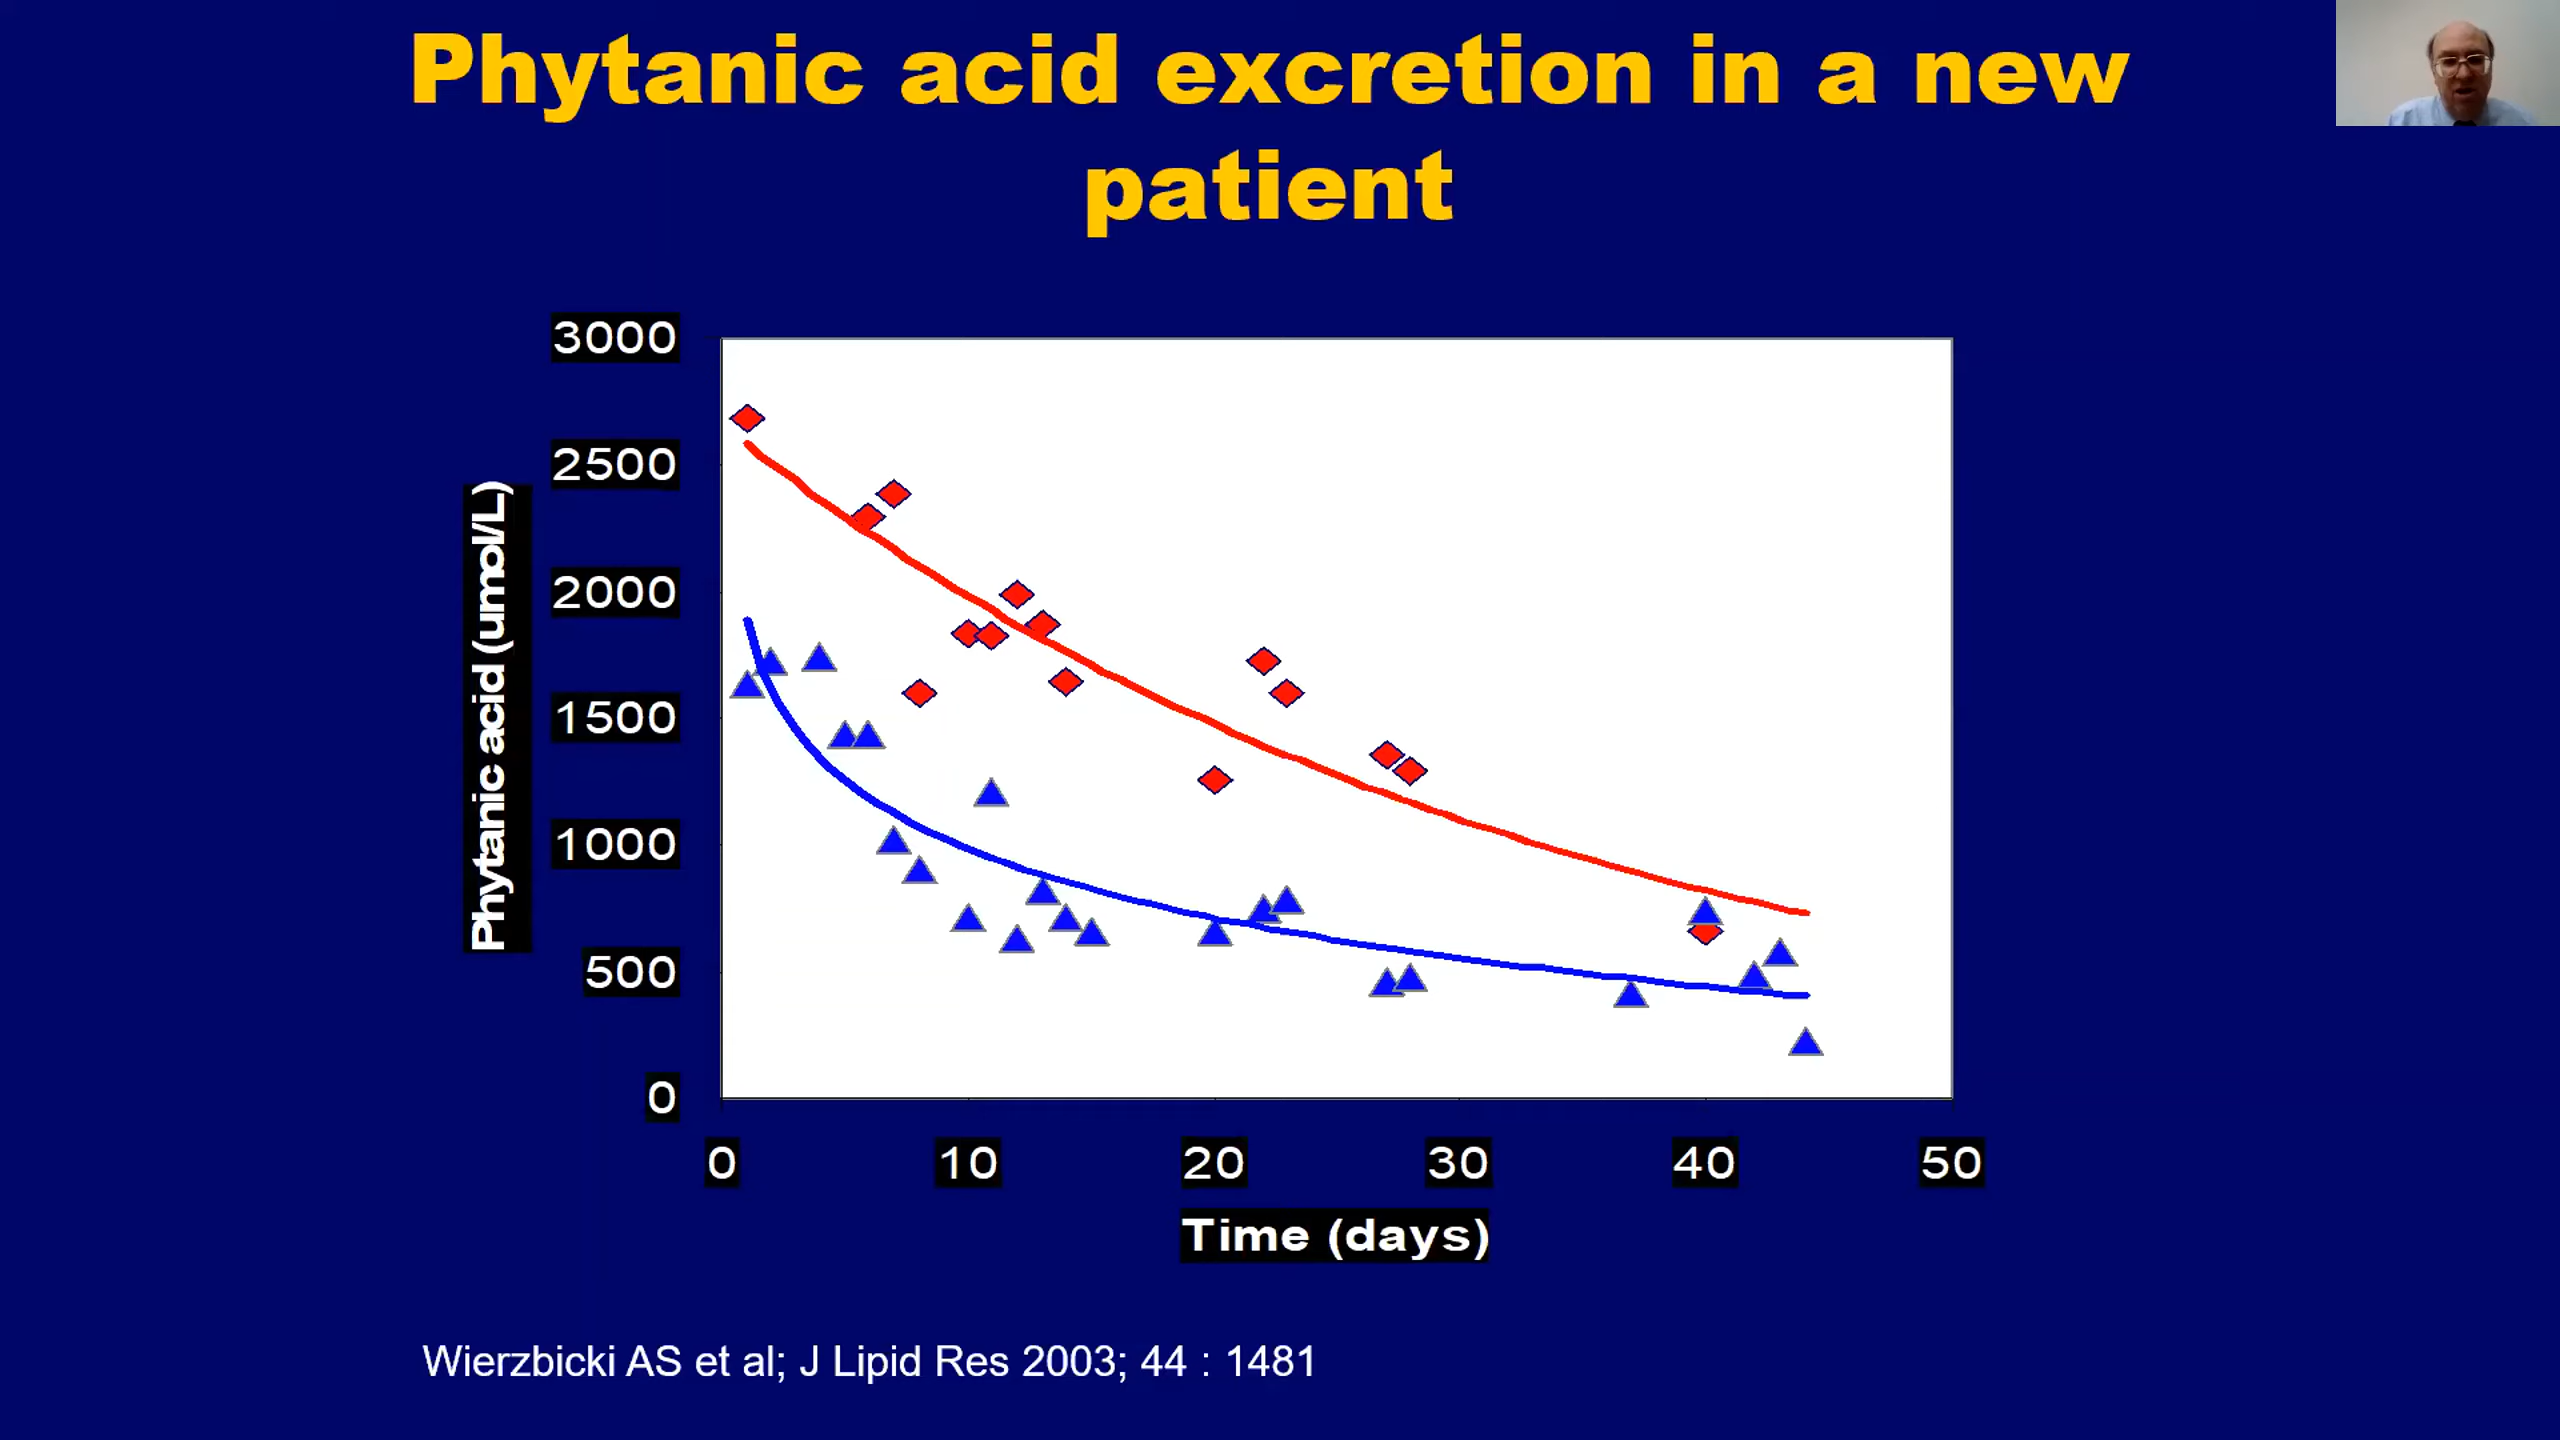 Phytanic acid excretion in a new
patient
3000
2500
2000
1500
1000
500
0
Phytanic acid (umol/L)
0 10 20 30 40 50
Time (days)
Wierzbicki AS et al; J Lipid Res 2003; 44 : 1481